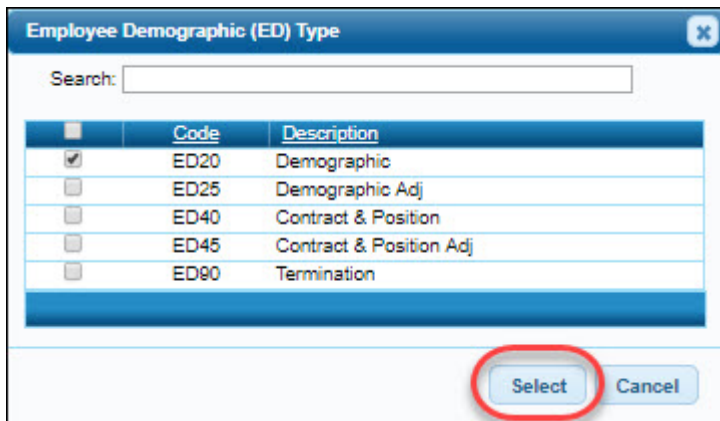 Employee Demographic (ED) Type
Search:
Code Description
ED20 Demographic
ED25 Demographic Adj
ED40 Contract & Position
ED45 Contract & Position Adj
ED90 Termination
Select Cancel